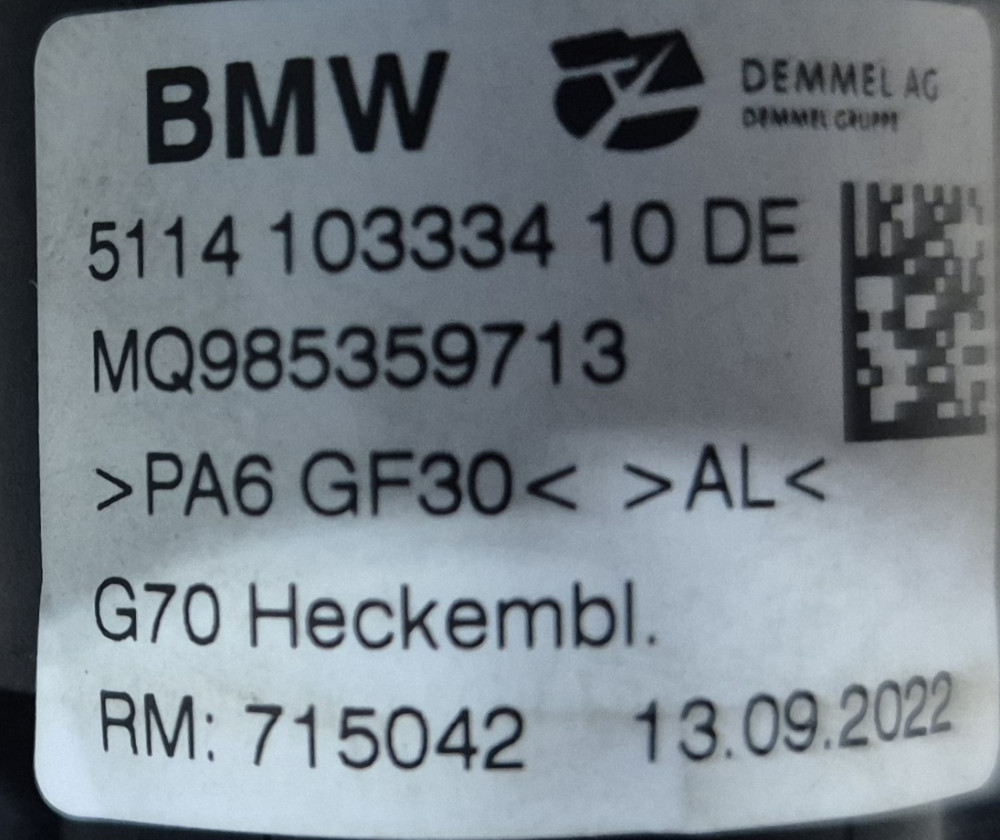 BMW DEMMEL AG
DEMMEL GRUPPE
5114 103334 10 DE
MQ985359713
>PA6 GF30< >AL<
G70 Heckembl.
RM: 715042 13.09.2022